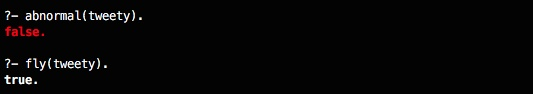 ?- abnormal(tweety).
false.
?- fly(tweety).
true.